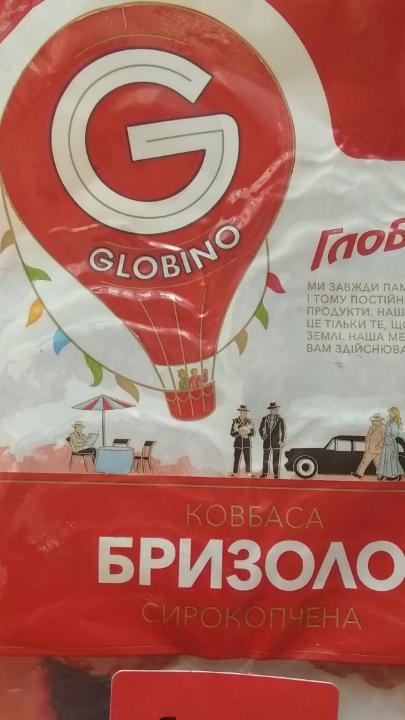 G
GLOBINO
Глоб
МИ ЗАВЖДИ ПАМ
І ТОМУ ПОСТІЙН
ПРОДУКТИ. НАШ
ЦЕ ТІЛЬКИ ТЕ, Щ
ЗЕМЛІ. НАША МЕ
ВАМ ЗДІЙСНЮВА
КОВБАСА
БРИЗОЛО
СИРОКОПЧЕНА